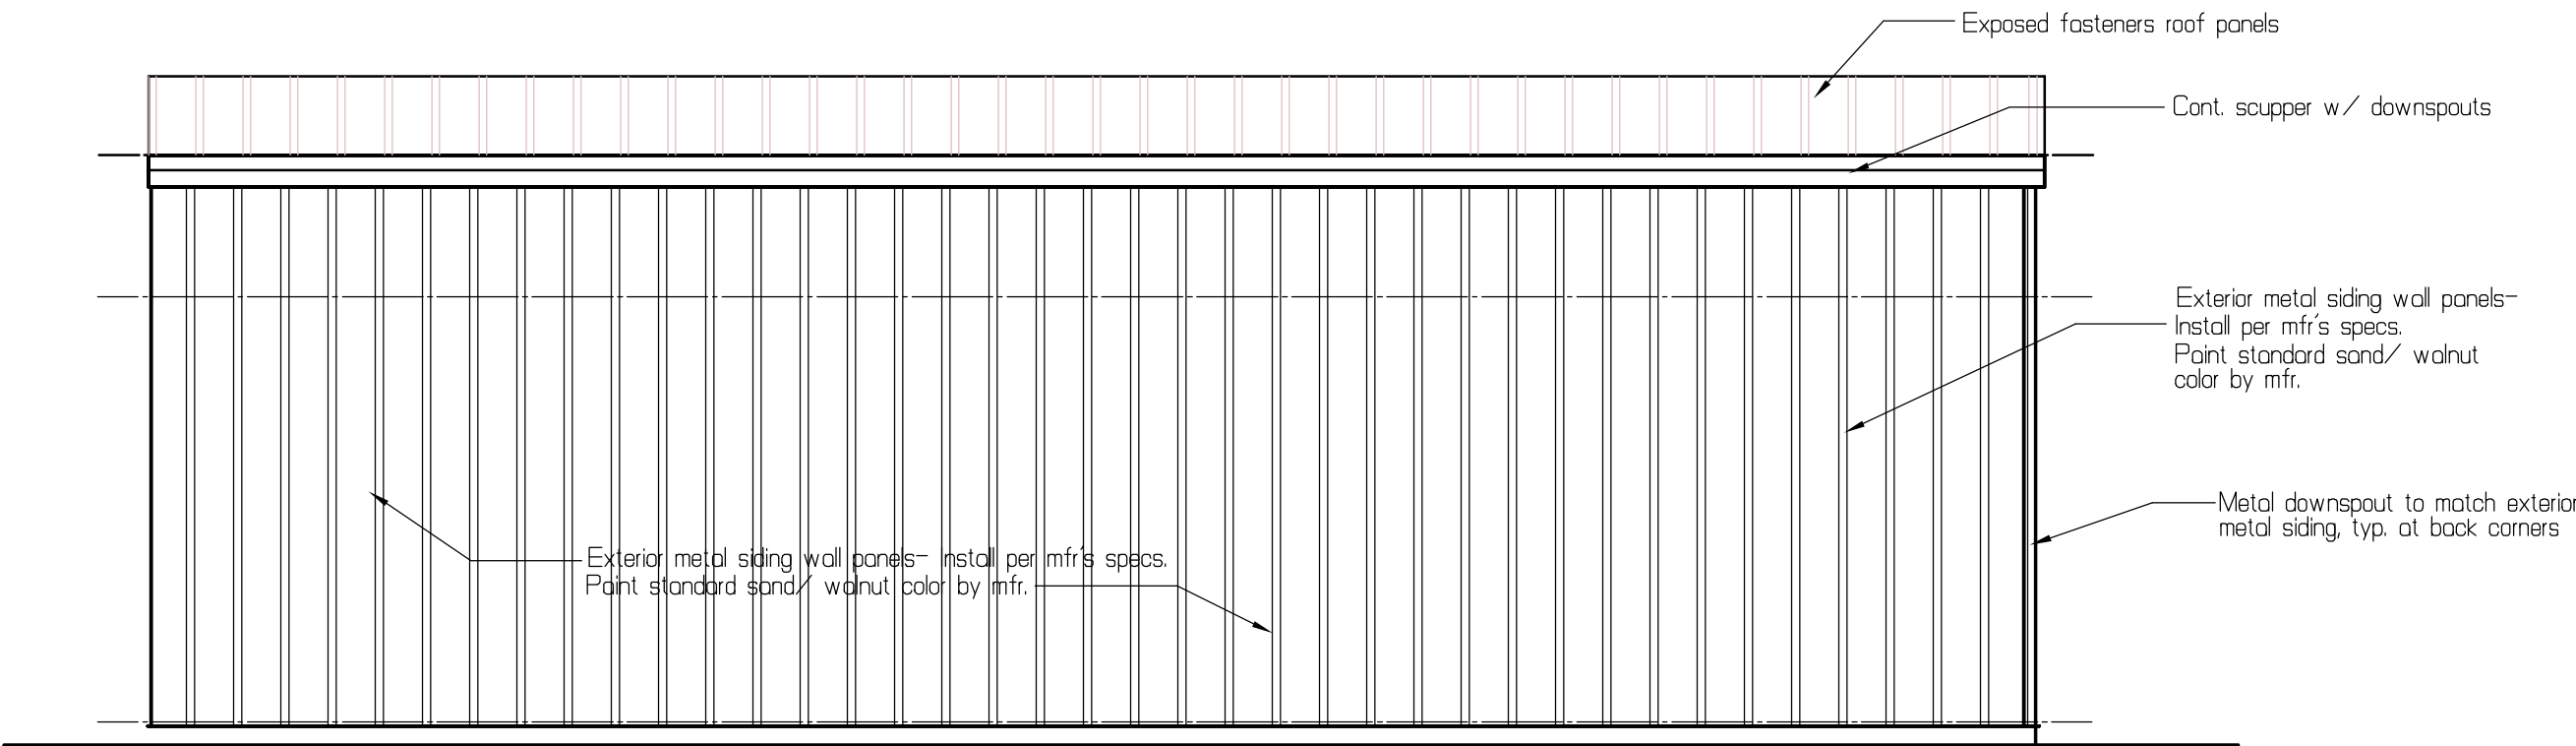 Exposed fasteners roof panels
Cont. scupper w/ downspouts
Exterior metal siding wall panels-
Install per mfr's specs.
Paint standard sand/ walnut
color by mfr.
Metal downspout to match exterior
metal siding, typ. at back corners
Exterior metal siding wall panels- Install per mfr's specs.
Paint standard sand/ walnut color by mfr.